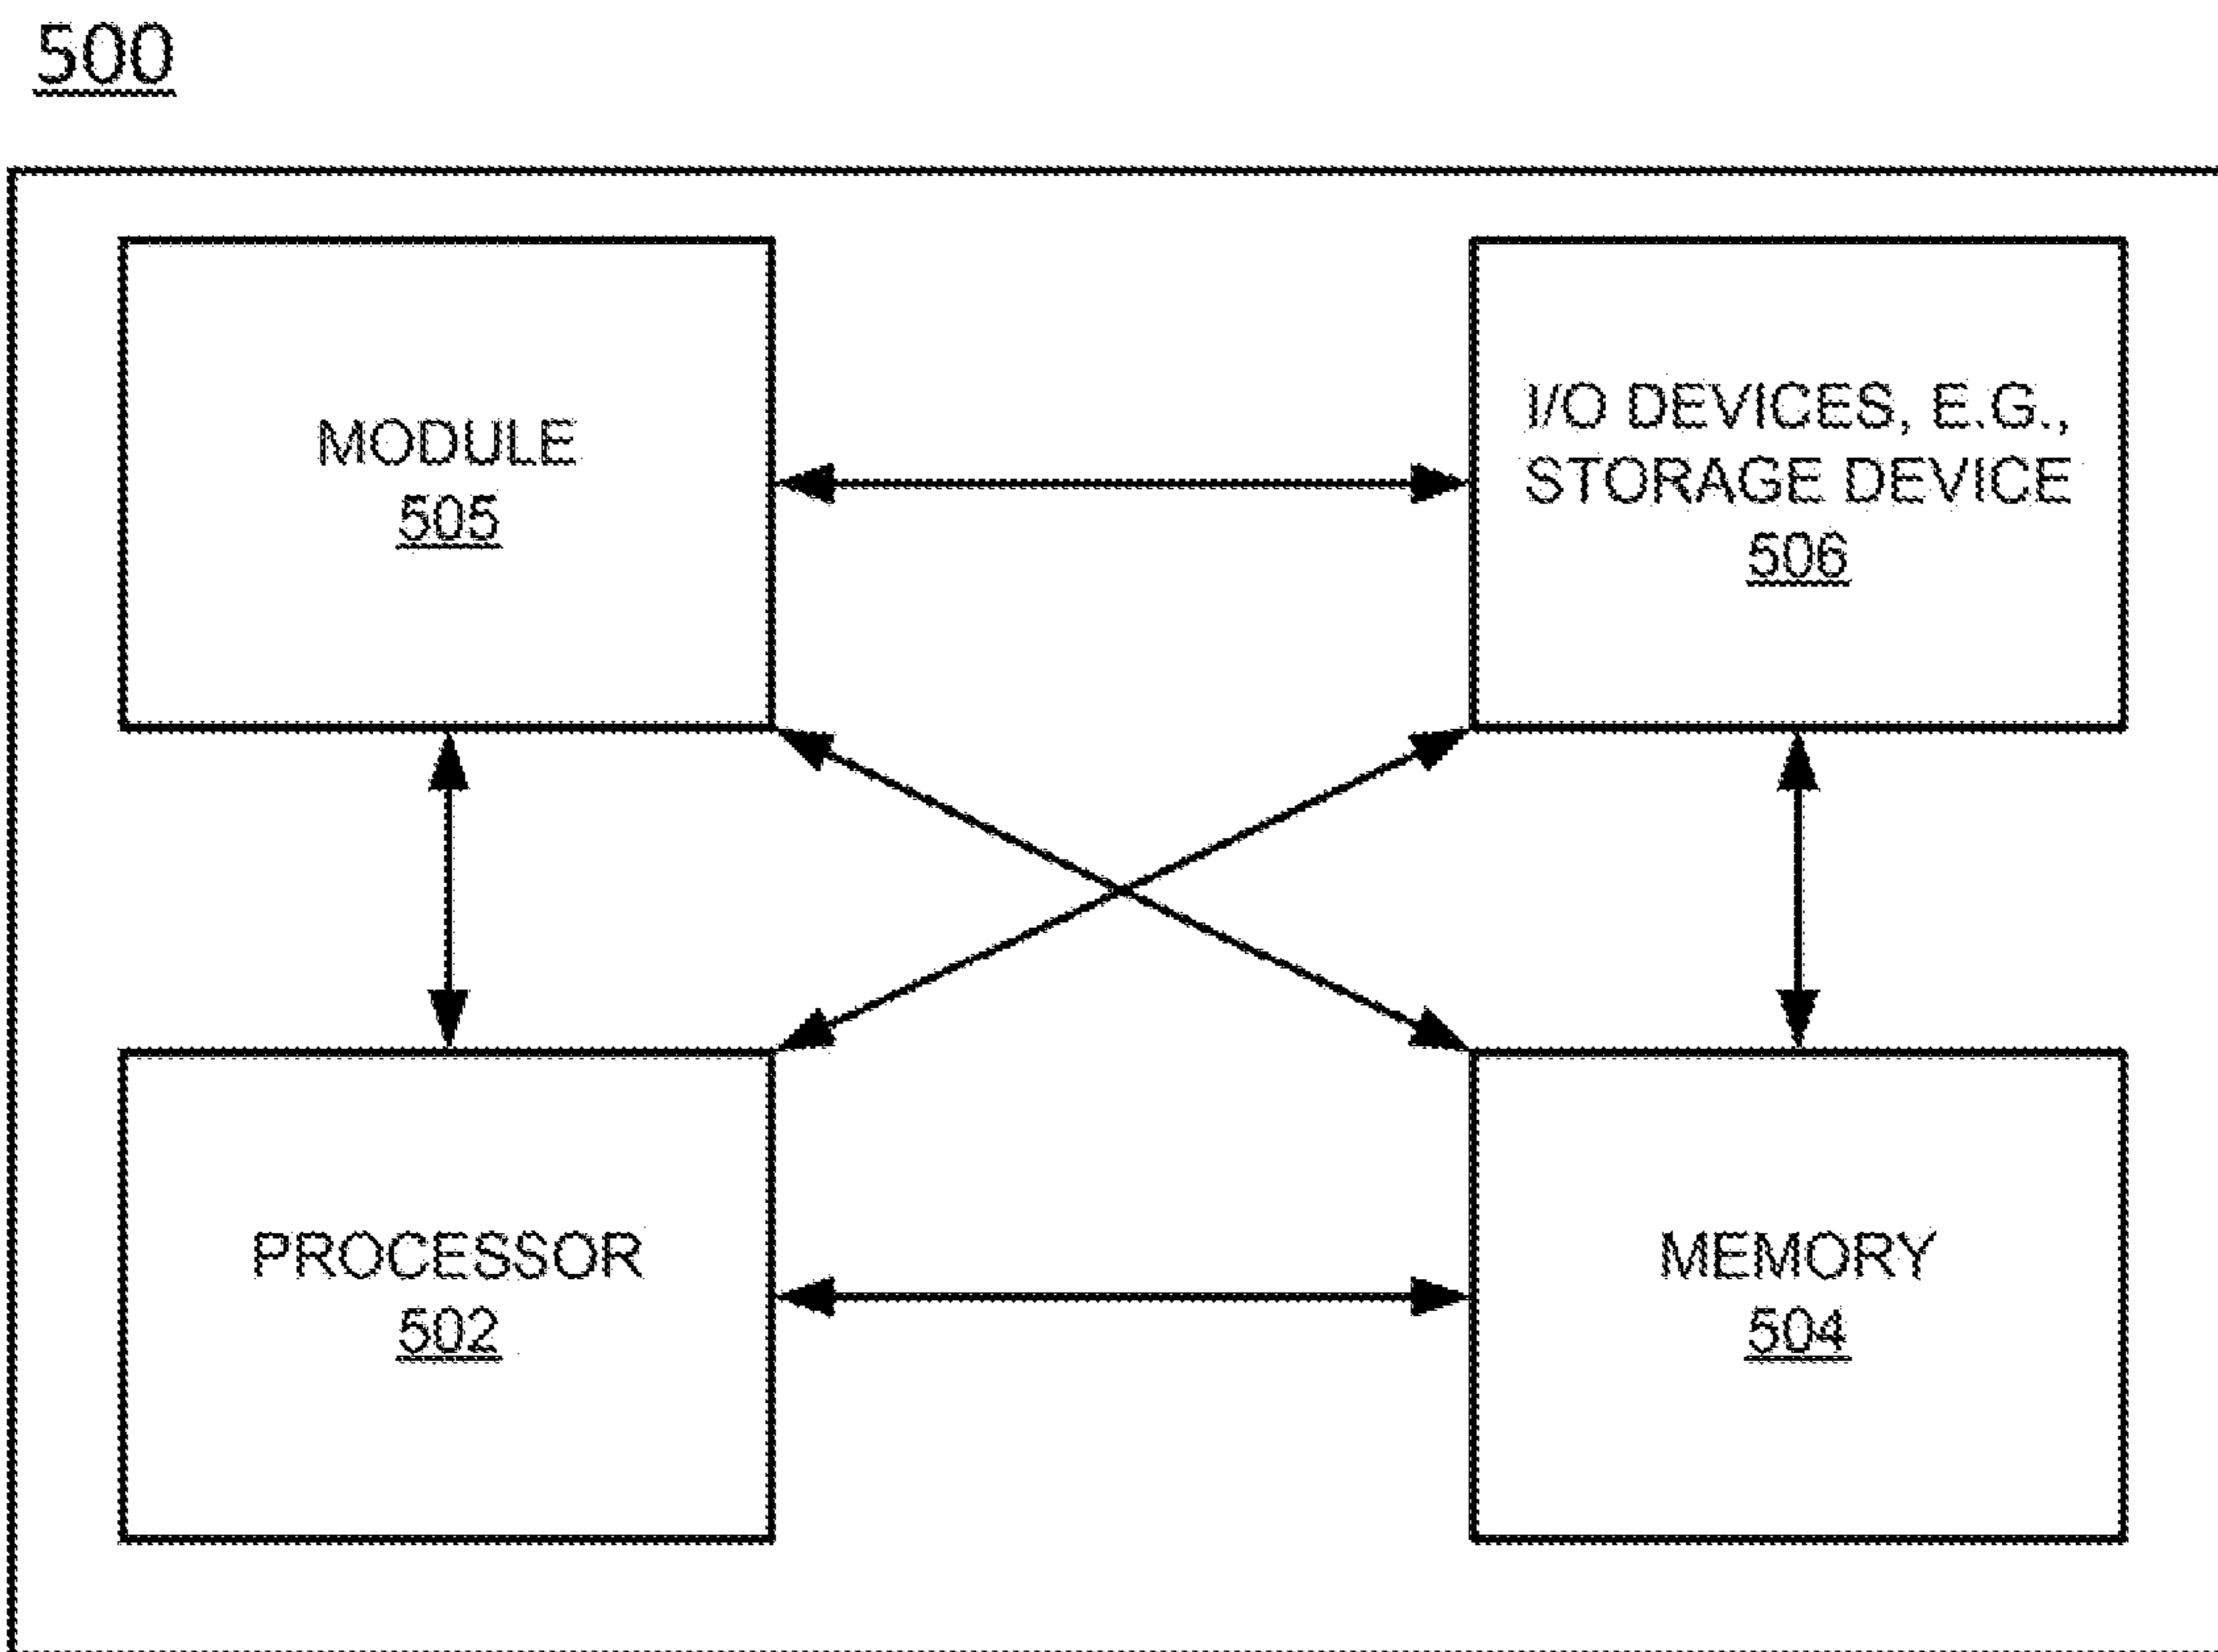 500
MODULE
505
I/O DEVICES, E.G.,
STORAGE DEVICE
506
PROCESSOR
502
MEMORY
504